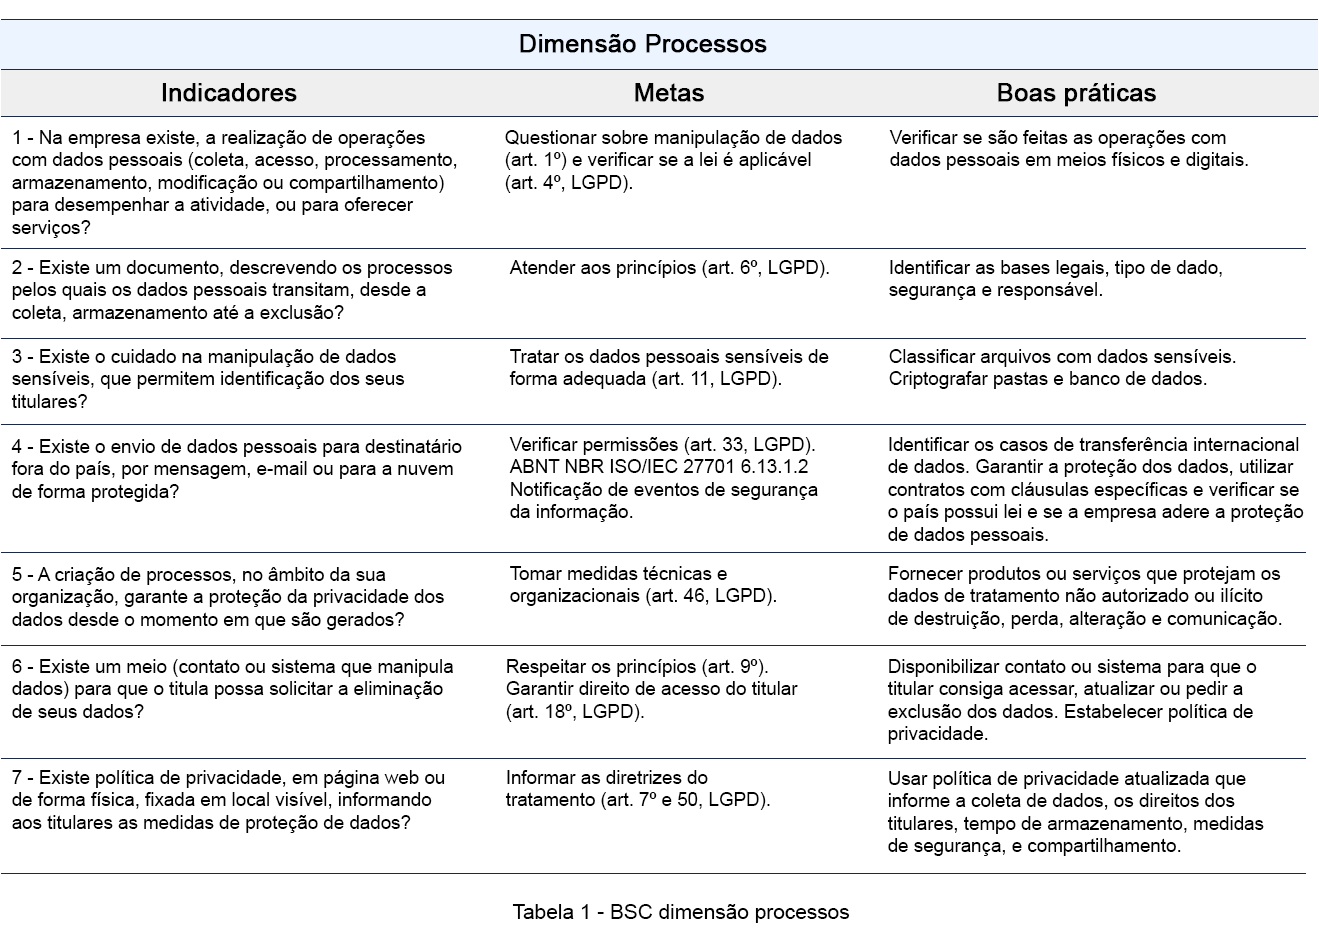 Dimensão Processos
Indicadores
Metas
Boas práticas
1 - Na empresa existe, a realização de operações
com dados pessoais (coleta, acesso, processamento,
armazenamento, modificação ou compartilhamento)
para desempenhar a atividade, ou para oferecer
serviços?
Questionar sobre manipulação de dados
(art. 1º) e verificar se a lei é aplicável
(art. 4º, LGPD).
Verificar se são feitas as operações com
dados pessoais em meios físicos e digitais.
2 - Existe um documento, descrevendo os processos
pelos quais os dados pessoais transitam, desde a
coleta, armazenamento até a exclusão?
Atender aos princípios (art. 6º, LGPD).
Identificar as bases legais, tipo de dado,
segurança e responsável.
3 - Existe o cuidado na manipulação de dados
sensíveis, que permitem identificação dos seus
titulares?
Tratar os dados pessoais sensíveis de
forma adequada (art. 11, LGPD).
Classificar arquivos com dados sensíveis.
Criptografar pastas e banco de dados.
4 - Existe o envio de dados pessoais para destinatário
fora do país, por mensagem, e-mail ou para a nuvem
de forma protegida?
Verificar permissões (art. 33, LGPD).
ABNT NBR ISO/IEC 27701 6.13.1.2
Notificação de eventos de segurança
da informação.
Identificar os casos de transferência internacional
de dados. Garantir a proteção dos dados, utilizar
contratos com cláusulas específicas e verificar se
o país possui lei e se a empresa adere a proteção
de dados pessoais.
5 - A criação de processos, no âmbito da sua
organização, garante a proteção da privacidade dos
dados desde o momento em que são gerados?
Tomar medidas técnicas e
organizacionais (art. 46, LGPD).
Fornecer produtos ou serviços que protejam os
dados de tratamento não autorizado ou ilícito
de destruição, perda, alteração e comunicação.
6 - Existe um meio (contato ou sistema que manipula
dados) para que o titula possa solicitar a eliminação
de seus dados?
Respeitar os princípios (art. 9º).
Garantir direito de acesso do titular
(art. 18º, LGPD).
Disponibilizar contato ou sistema para que o
titular consiga acessar, atualizar ou pedir a
exclusão dos dados. Estabelecer política de
privacidade.
7 - Existe política de privacidade, em página web ou
de forma física, fixada em local visível, informando
aos titulares as medidas de proteção de dados?
Informar as diretrizes do
tratamento (art. 7º e 50, LGPD).
Usar política de privacidade atualizada que
informe a coleta de dados, os direitos dos
titulares, tempo de armazenamento, medidas
de segurança, e compartilhamento.
Tabela 1 - BSC dimensão processos